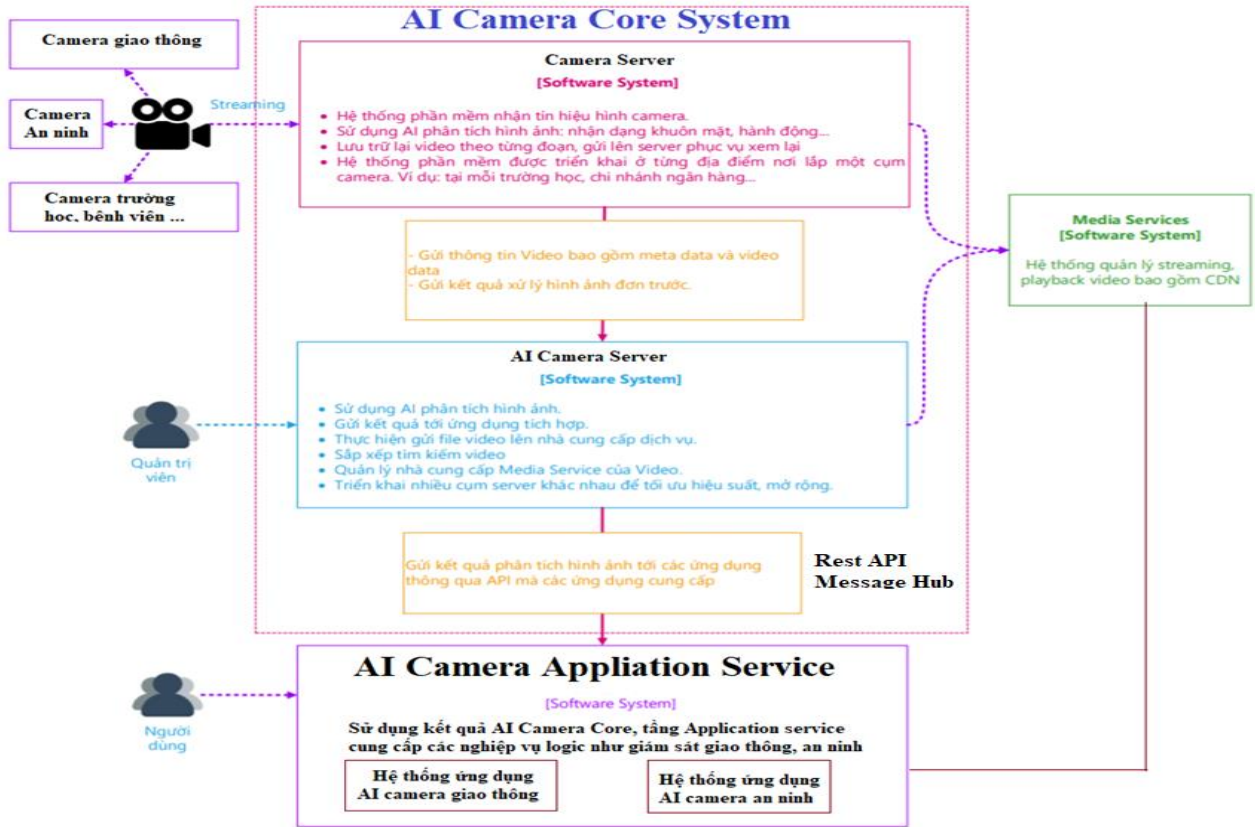 AI Camera Core System
Camera giao thông
Camera
An ninh
Camera trường
học, bệnh viên ...
Streaming
Camera Server
[Software System]
• Hệ thống phần mềm nhận tín hiệu hình camera.
• Sử dụng AI phân tích hình ảnh: nhận dạng khuôn mặt, hành động...
• Lưu trữ lại video theo từng đoạn, gửi lên server phục vụ xem lại
• Hệ thống phần mềm được triển khai ở từng địa điểm nơi lắp một cụm
camera. Ví dụ: tại mỗi trường học, chi nhánh ngân hàng...
- Gửi thông tin Video bao gồm meta data và video
data
- Gửi kết quả xử lý hình ảnh đơn trước.
Media Services
[Software System]
Hệ thống quản lý streaming,
playback video bao gồm CDN
AI Camera Server
[Software System]
• Sử dụng AI phân tích hình ảnh.
• Gửi kết quả tới ứng dụng tích hợp.
• Thực hiện gửi file video lên nhà cung cấp dịch vụ.
• Sắp xếp tìm kiếm video
• Quản lý nhà cung cấp Media Service của Video.
• Triển khai nhiều cụm server khác nhau để tối ưu hiệu suất, mở rộng.
Quản trị
viên
Gửi kết quả phân tích hình ảnh tới các ứng dụng
thông qua API mà các ứng dụng cung cấp
Rest API
Message Hub
AI Camera Appliation Service
[Software System]
Sử dụng kết quả AI Camera Core, tầng Application service
cung cấp các nghiệp vụ logic như giám sát giao thông, an ninh
Người
dùng
Hệ thống ứng dụng
AI camera giao thông
Hệ thống ứng dụng
AI camera an ninh